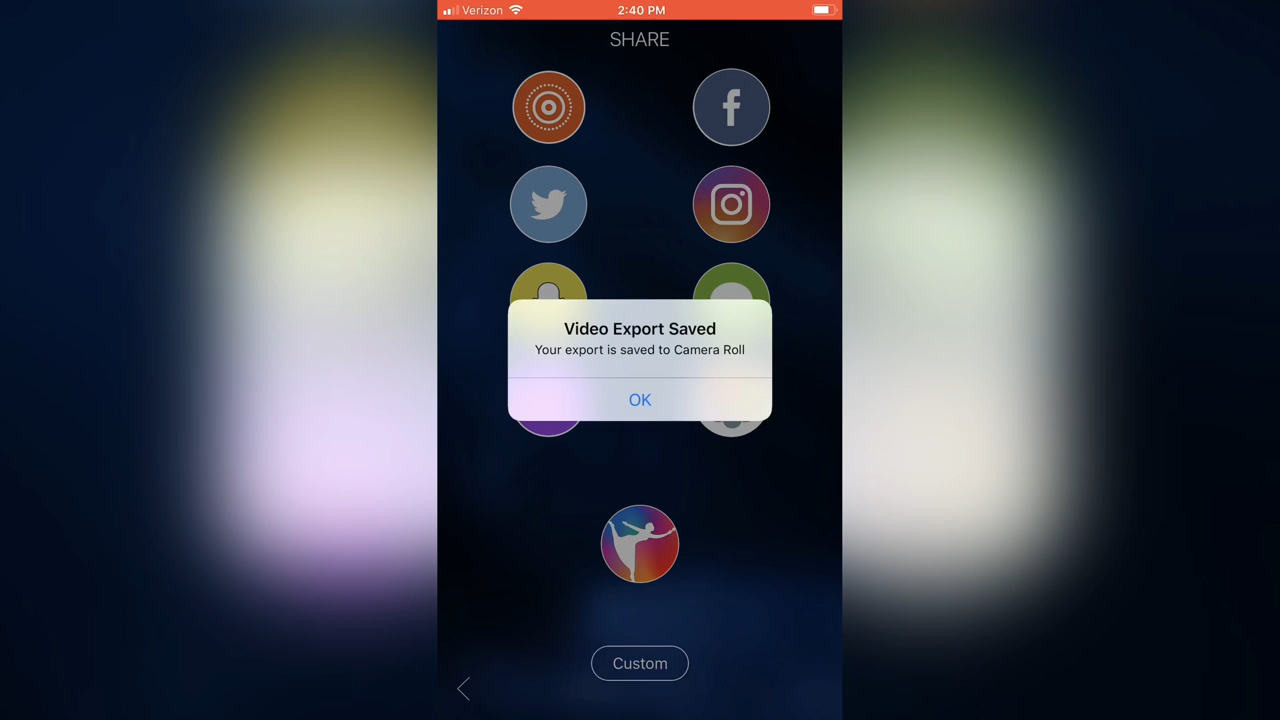 Verizon
2:40 PM
SHARE
Video Export Saved
Your export is saved to Camera Roll
OK
Custom